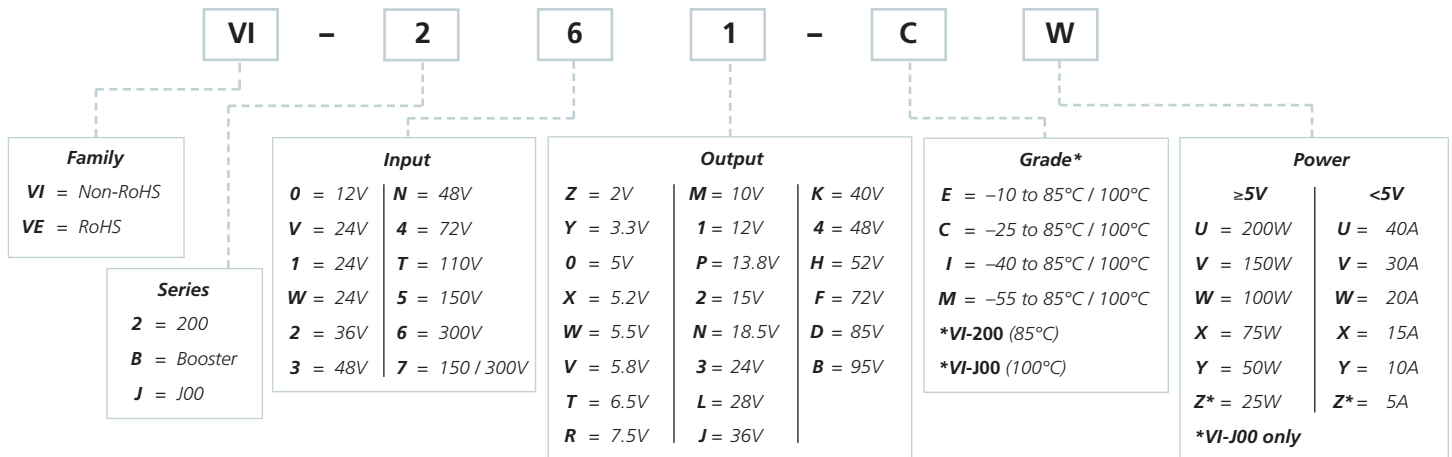 VI – 2 6 1 – C W
Family
VI = Non-RoHS
VE = RoHS
Series
2 = 200
B = Booster
J = J00
Input
0 = 12V N = 48V
V = 24V 4 = 72V
1 = 24V T = 110V
W = 24V 5 = 150V
2 = 36V 6 = 300V
3 = 48V 7 = 150 / 300V
Output
Z = 2V M = 10V K = 40V
Y = 3.3V 1 = 12V 4 = 48V
0 = 5V P = 13.8V H = 52V
X = 5.2V 2 = 15V F = 72V
W = 5.5V N = 18.5V D = 85V
V = 5.8V 3 = 24V B = 95V
T = 6.5V L = 28V
R = 7.5V J = 36V
Grade*
E = –10 to 85°C / 100°C
C = –25 to 85°C / 100°C
I = –40 to 85°C / 100°C
M = –55 to 85°C / 100°C
*VI-200 (85°C)
*VI-J00 (100°C)
Power
≥5V <5V
U = 200W U = 40A
V = 150W V = 30A
W = 100W W = 20A
X = 75W X = 15A
Y = 50W Y = 10A
Z* = 25W Z* = 5A
*VI-J00 only